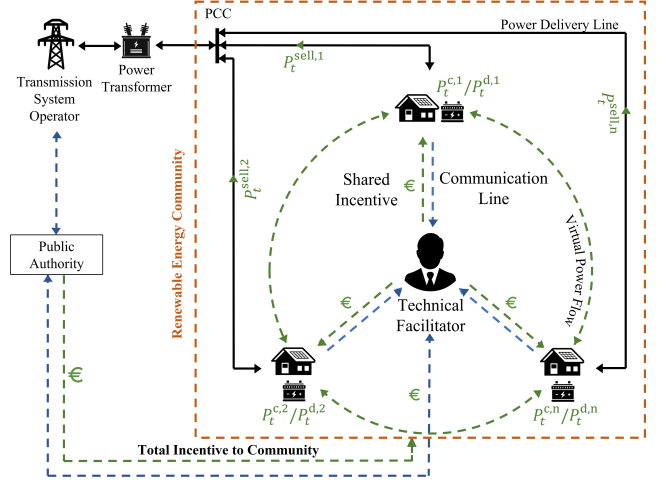 PCC
Power Delivery Line
P_t^{sell,1}
Transmission
System
Operator
Power
Transformer
P_t^{c,1}/P_t^{d,1}
P_t^{sell,n}
P_t^{sell,2}
Shared
Incentive
€
Communication
Line
Renewable Energy Community
Virtual Power Flow
Public
Authority
Technical
Facilitator
€
€
€
€
P_t^{c,2}/P_t^{d,2}
P_t^{c,n}/P_t^{d,n}
Total Incentive to Community